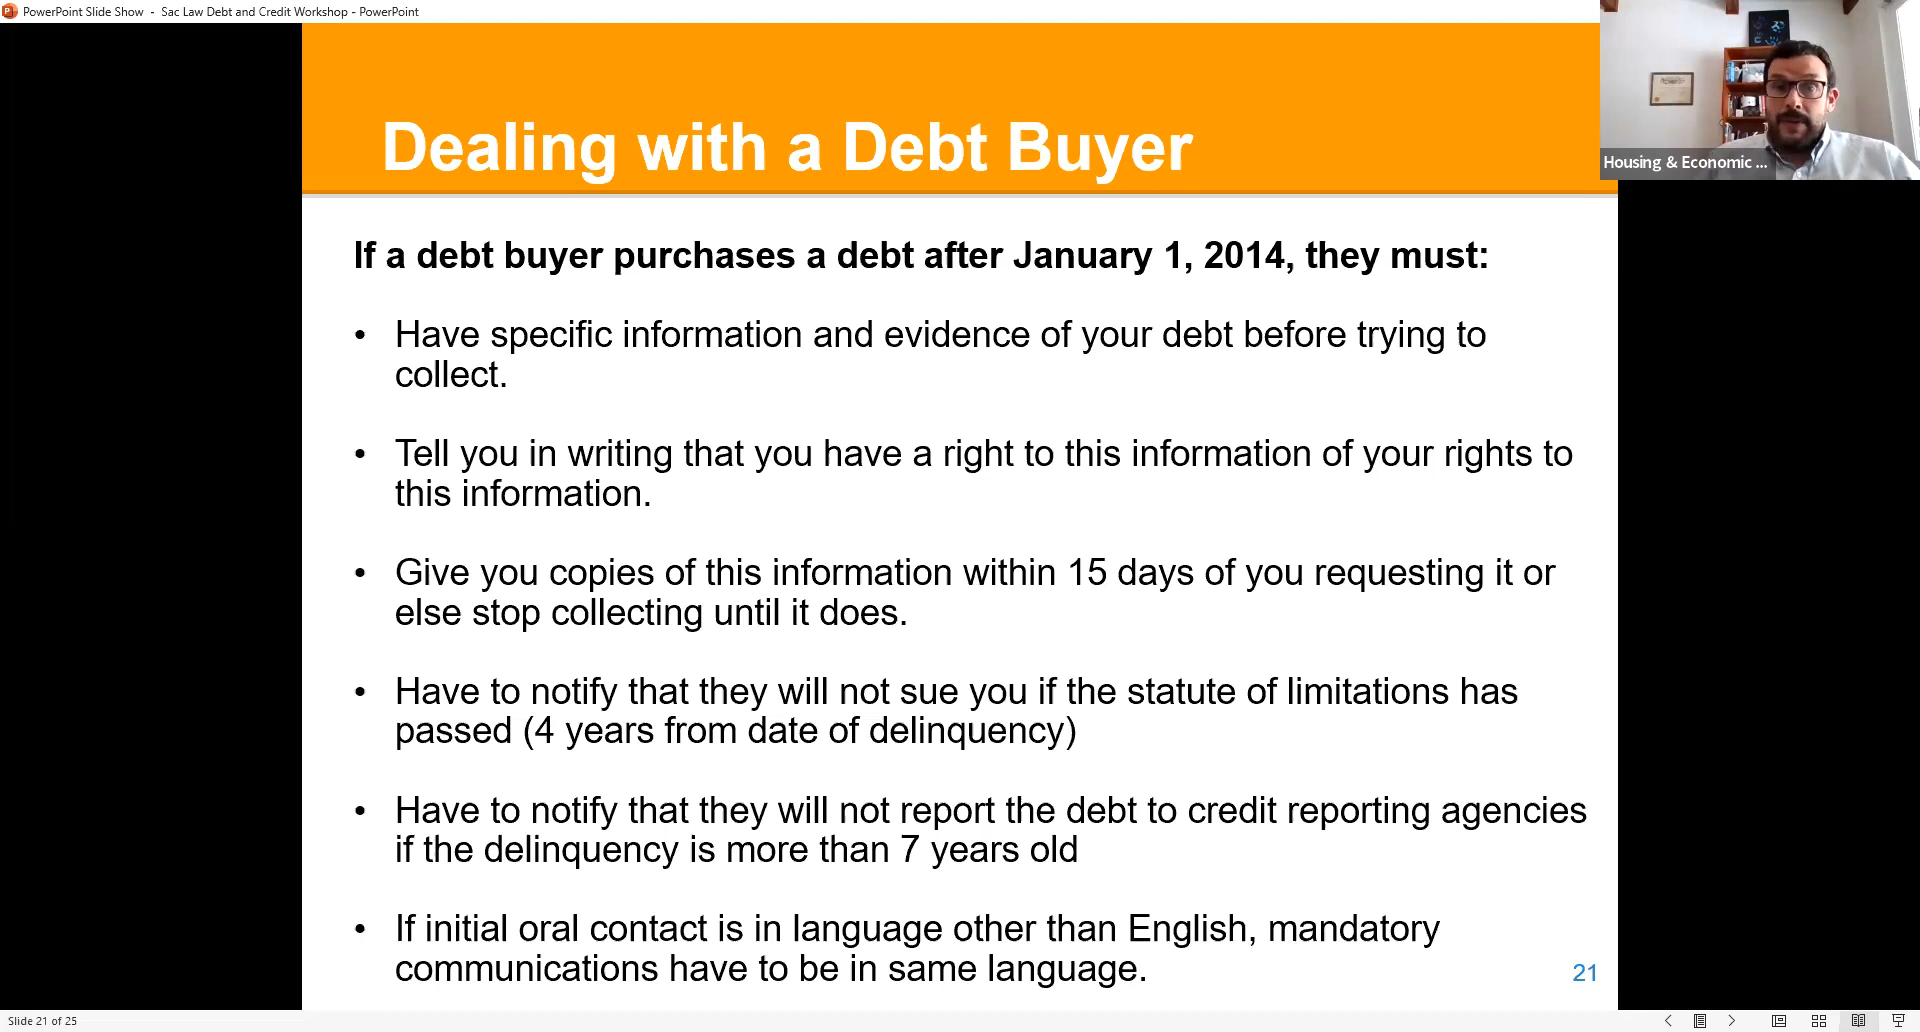 PowerPoint Slide Show - Sac Law Debt and Credit Workshop - PowerPoint
Housing & Economic ...
Dealing with a Debt Buyer
If a debt buyer purchases a debt after January 1, 2014, they must:
• Have specific information and evidence of your debt before trying to
collect.
• Tell you in writing that you have a right to this information of your rights to
this information.
• Give you copies of this information within 15 days of you requesting it or
else stop collecting until it does.
• Have to notify that they will not sue you if the statute of limitations has
passed (4 years from date of delinquency)
• Have to notify that they will not report the debt to credit reporting agencies
if the delinquency is more than 7 years old
• If initial oral contact is in language other than English, mandatory
communications have to be in same language.
21
Slide 21 of 25